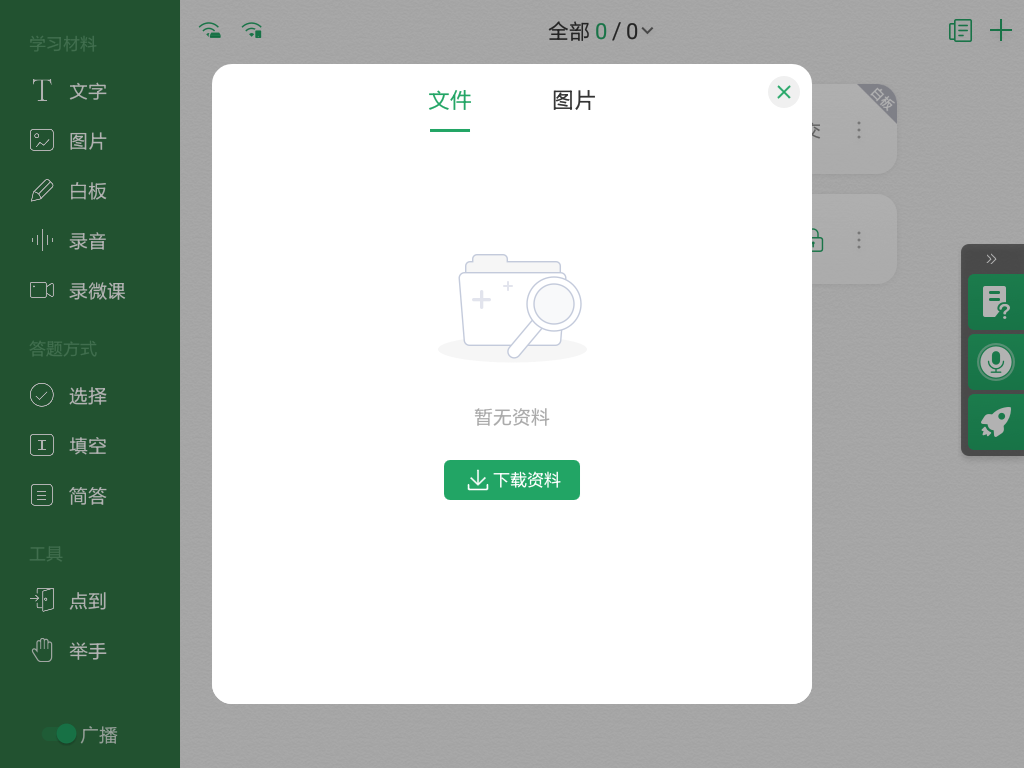 学习材料
文字
图片
白板
录音
录微课
答题方式
选择
填空
简答
工具
点到
举手
广播
全部 0 / 0
文件
图片
白板
交
暂无资料
下载资料